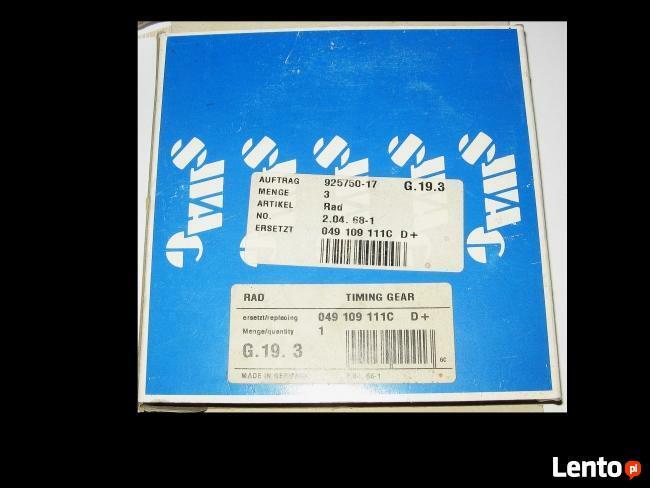 SWAG SWAG SWAG SWAG SWAG
AUFTRAG 925750-17 G.19.3
MENGE 3
ARTIKEL Rad
NO. 2.04. 68-1
ERSETZT 049 109 111C D+
RAD TIMING GEAR
ersetzt/replacing 049 109 111C D+
Menge/quantity 1
G.19. 3
MADE IN GERMANY
Lento pl